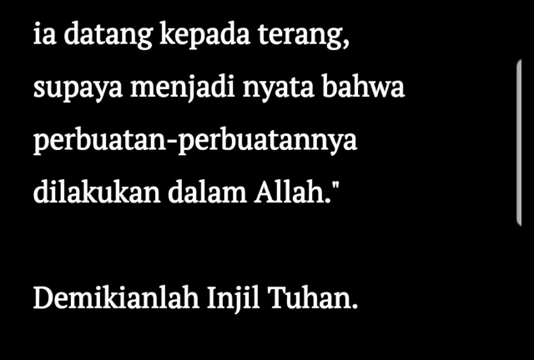 ia datang kepada terang,
supaya menjadi nyata bahwa
perbuatan-perbuatannya
dilakukan dalam Allah."
Demikianlah Injil Tuhan.